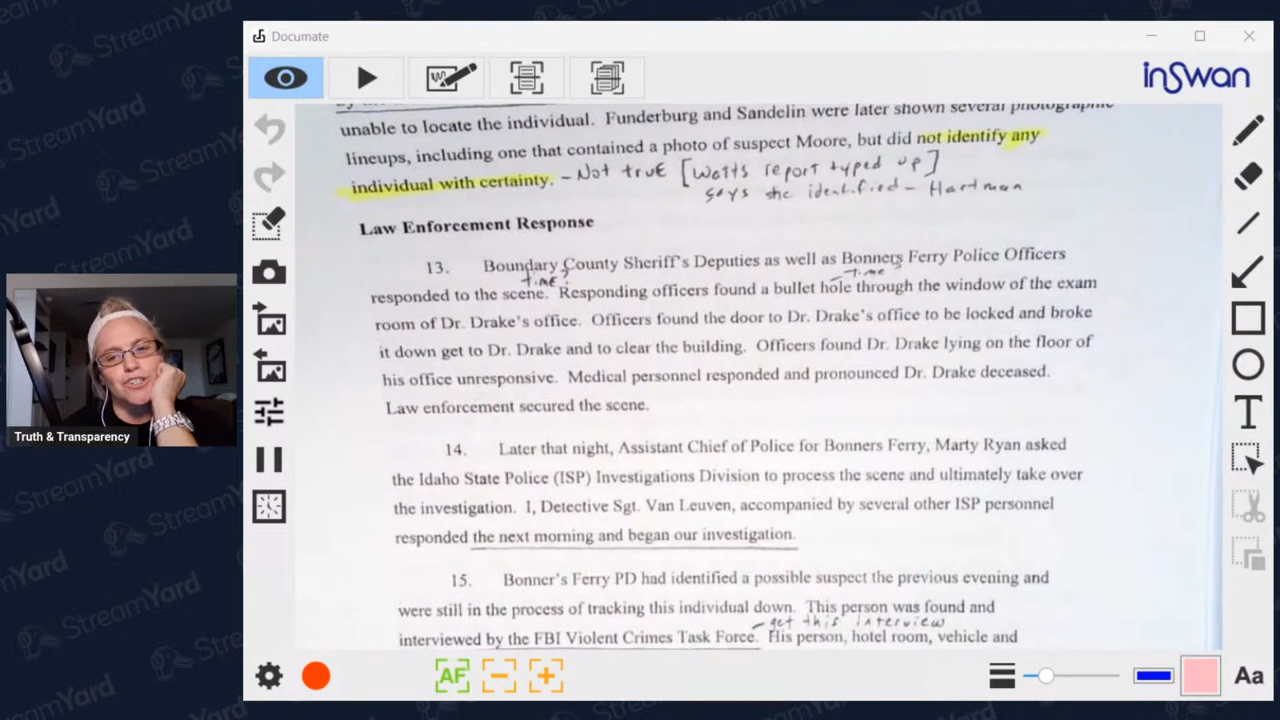 StreamYard
Documate
inSwan
unable to locate the individual. Funderburg and Sandelin were later shown several photographic
lineups, including one that contained a photo of suspect Moore, but did not identify any
individual with certainty. - Not true [Watts report typed up]
says she identified - Hartman
Law Enforcement Response
13. Boundary County Sheriff's Deputies as well as Bonners Ferry Police Officers
time? - time?
responded to the scene. Responding officers found a bullet hole through the window of the exam
room of Dr. Drake's office. Officers found the door to Dr. Drake's office to be locked and broke
it down get to Dr. Drake and to clear the building. Officers found Dr. Drake lying on the floor of
his office unresponsive. Medical personnel responded and pronounced Dr. Drake deceased.
Law enforcement secured the scene.
Truth & Transparency
14. Later that night, Assistant Chief of Police for Bonners Ferry, Marty Ryan asked
the Idaho State Police (ISP) Investigations Division to process the scene and ultimately take over
the investigation. I, Detective Sgt. Van Leuven, accompanied by several other ISP personnel
responded the next morning and began our investigation.
15. Bonner's Ferry PD had identified a possible suspect the previous evening and
were still in the process of tracking this individual down. This person was found and
- get this interview
interviewed by the FBI Violent Crimes Task Force. His person, hotel room, vehicle and
AF
T
Aa